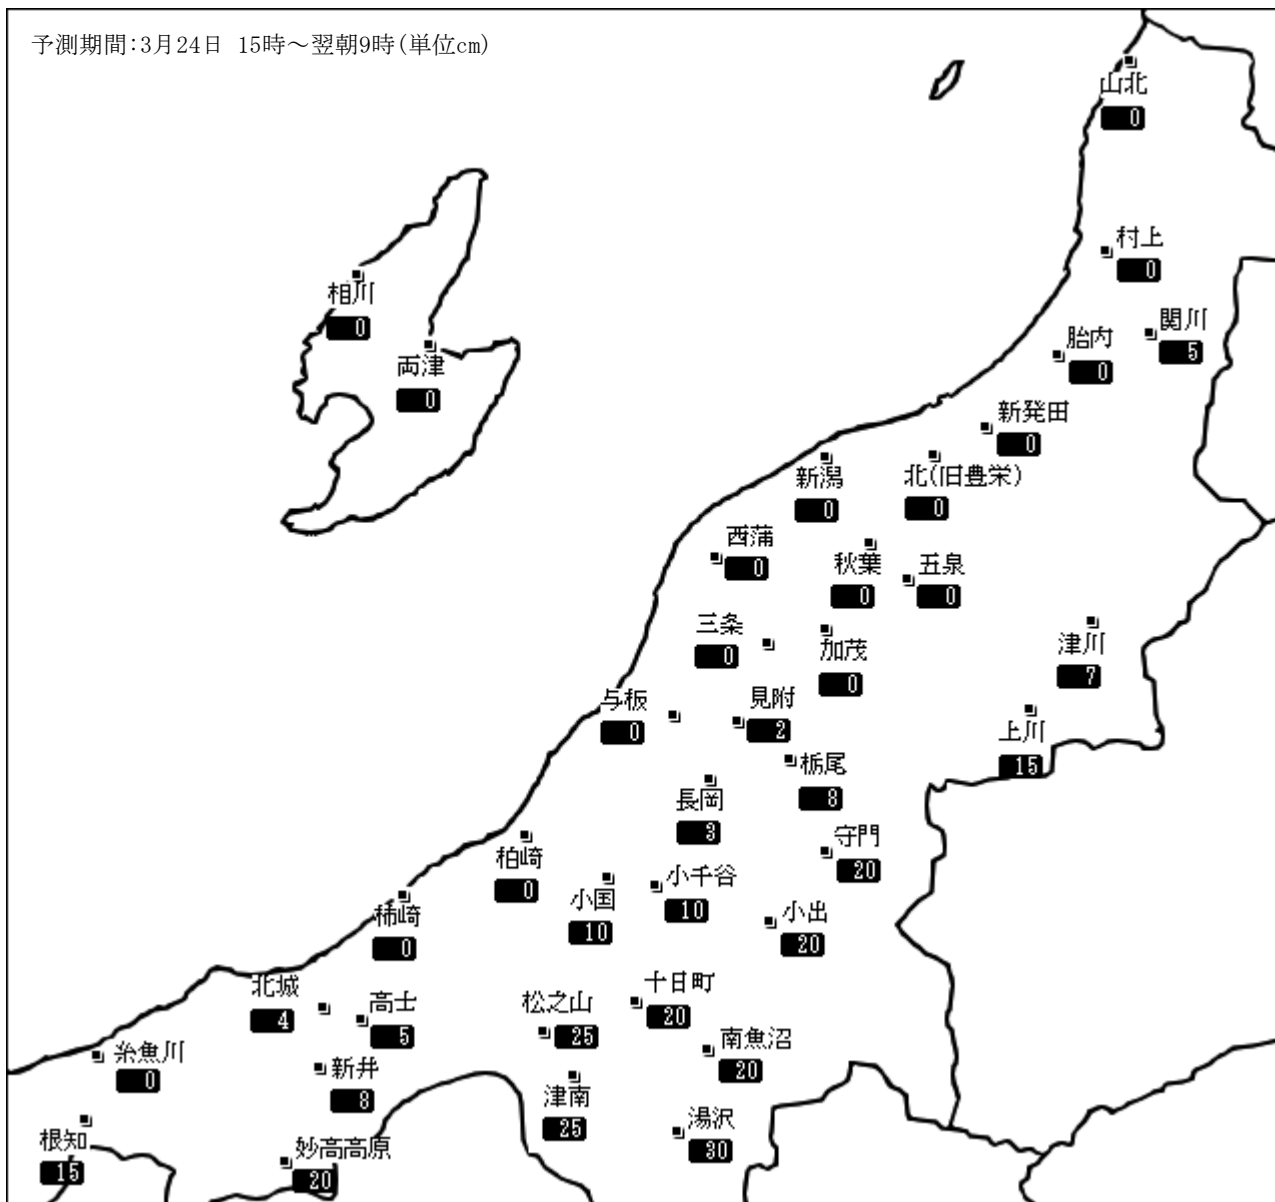 予測期間:3月24日 15時～翌朝9時(単位cm)
山北
0
村上
0
相川
0
両津
0
関川
5
胎内
0
新発田
0
新潟
0
北(旧豊栄)
0
西蒲
0
秋葉
0
五泉
0
三条
0
加茂
0
津川
7
与板
0
見附
2
上川
15
栃尾
8
長岡
3
守門
20
柏崎
0
小千谷
10
小国
10
小出
20
柿崎
0
北城
4
高士
5
松之山
25
十日町
20
南魚沼
20
糸魚川
0
新井
8
津南
25
湯沢
30
根知
15
妙高高原
20